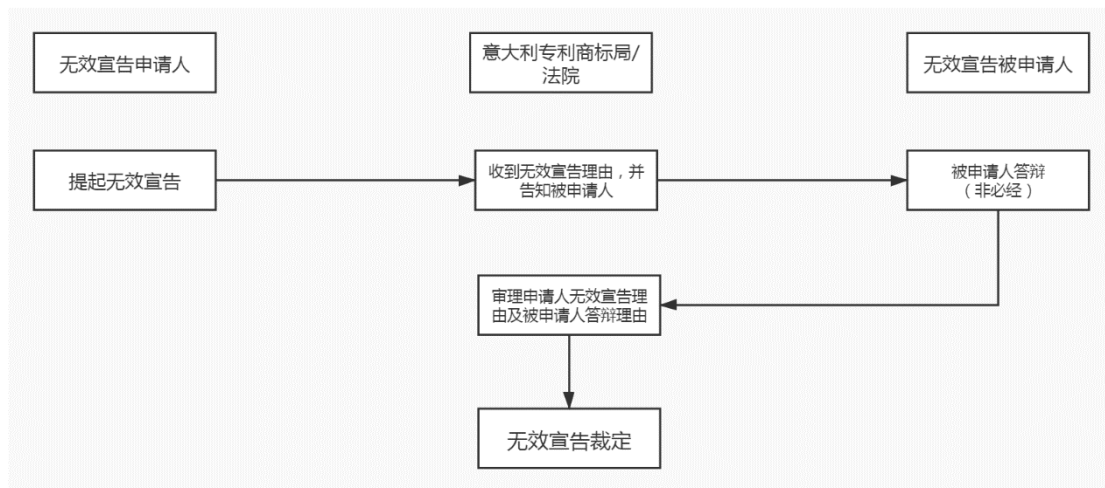 无效宣告申请人
意大利专利商标局/
法院
无效宣告被申请人
提起无效宣告
收到无效宣告理由，并
告知被申请人
被申请人答辩
（非必经）
审理申请人无效宣告理
由及被申请人答辩理由
无效宣告裁定